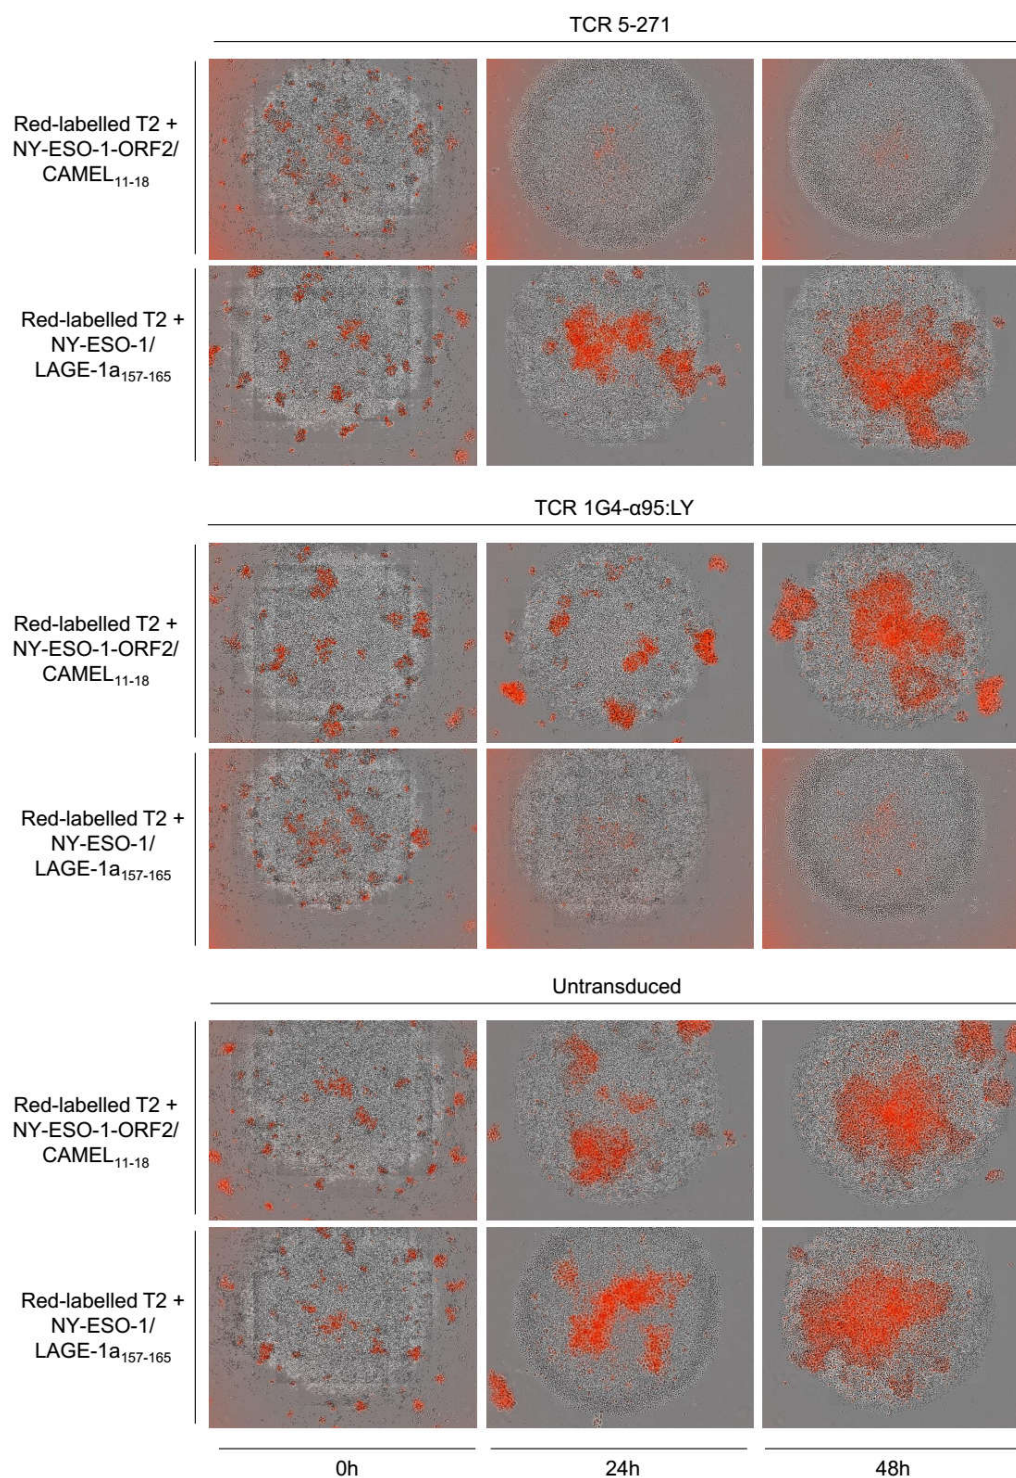 TCR 5-271
Red-labelled T2 +
NY-ESO-1-ORF2/
CAMEL11-18
Red-labelled T2 +
NY-ESO-1/
LAGE-1a157-165
TCR 1G4-α95:LY
Red-labelled T2 +
NY-ESO-1-ORF2/
CAMEL11-18
Red-labelled T2 +
NY-ESO-1/
LAGE-1a157-165
Untransduced
Red-labelled T2 +
NY-ESO-1-ORF2/
CAMEL11-18
Red-labelled T2 +
NY-ESO-1/
LAGE-1a157-165
0h 24h 48h